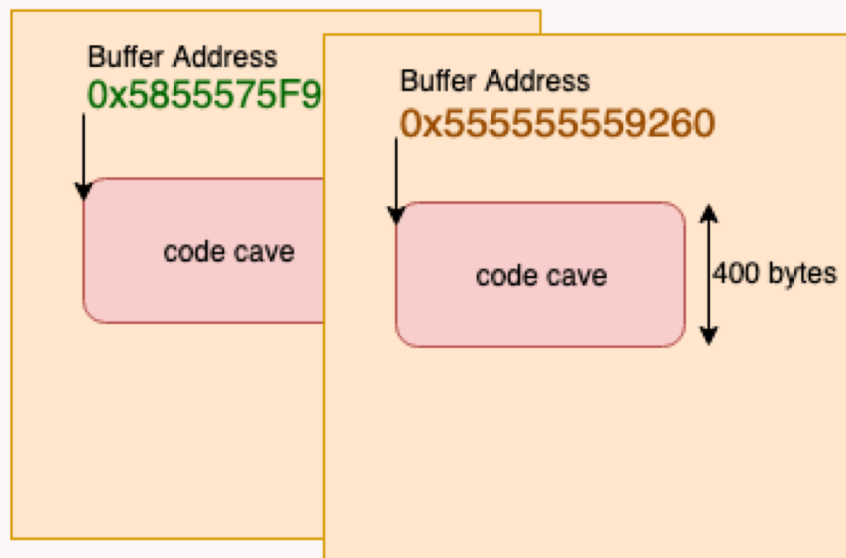 Buffer Address
0x5855575F9
code cave
Buffer Address
0x555555559260
code cave
400 bytes